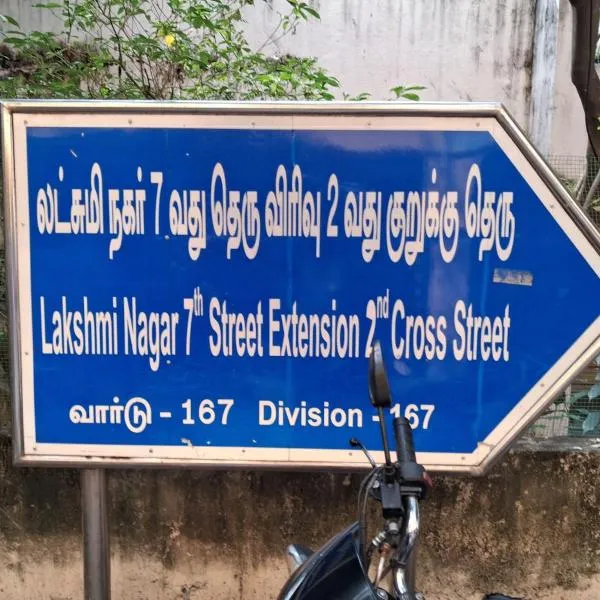 லட்சுமி நகர் 7 வது தெரு விரிவு 2 வது குறுக்கு தெரு
Lakshmi Nagar 7th Street Extension 2nd Cross Street
வார்டு - 167 Division - 167